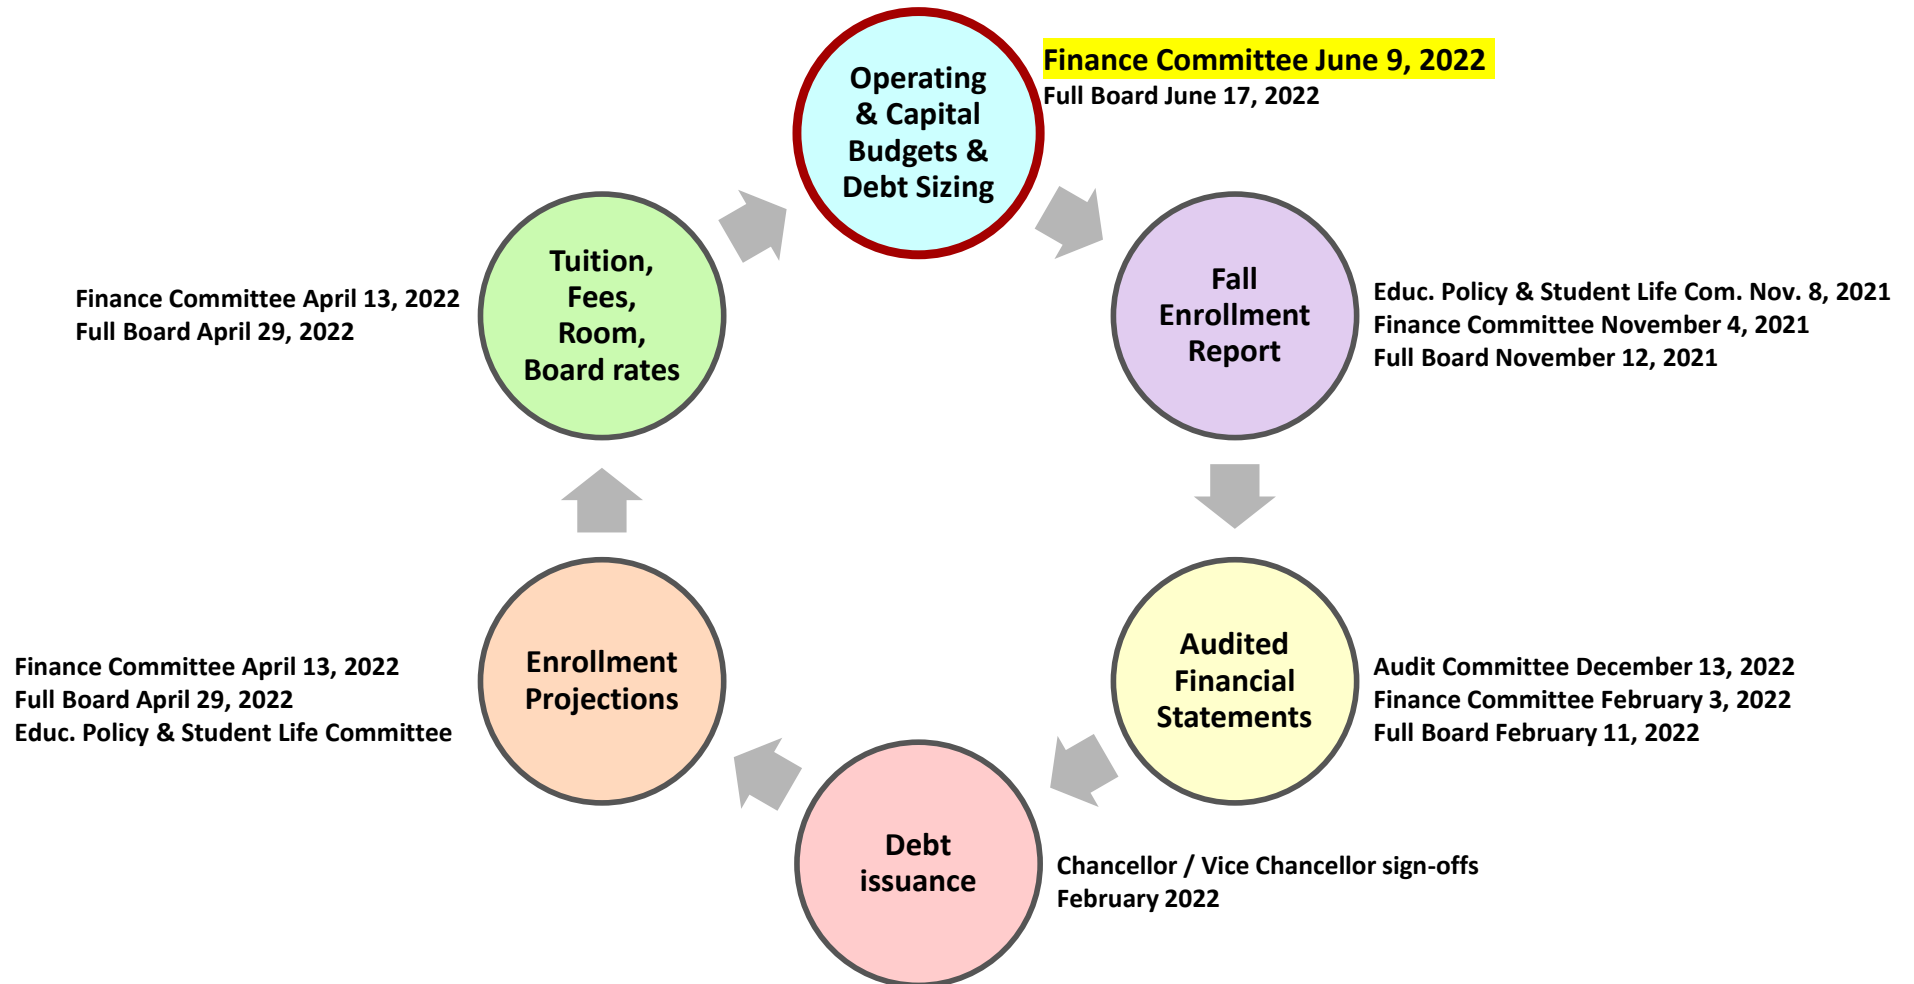 Operating
& Capital
Budgets &
Debt Sizing
Finance Committee June 9, 2022
Full Board June 17, 2022
Fall
Enrollment
Report
Educ. Policy & Student Life Com. Nov. 8, 2021
Finance Committee November 4, 2021
Full Board November 12, 2021
Audited
Financial
Statements
Audit Committee December 13, 2022
Finance Committee February 3, 2022
Full Board February 11, 2022
Debt
issuance
Chancellor / Vice Chancellor sign-offs
February 2022
Enrollment
Projections
Finance Committee April 13, 2022
Full Board April 29, 2022
Educ. Policy & Student Life Committee
Tuition,
Fees,
Room,
Board rates
Finance Committee April 13, 2022
Full Board April 29, 2022